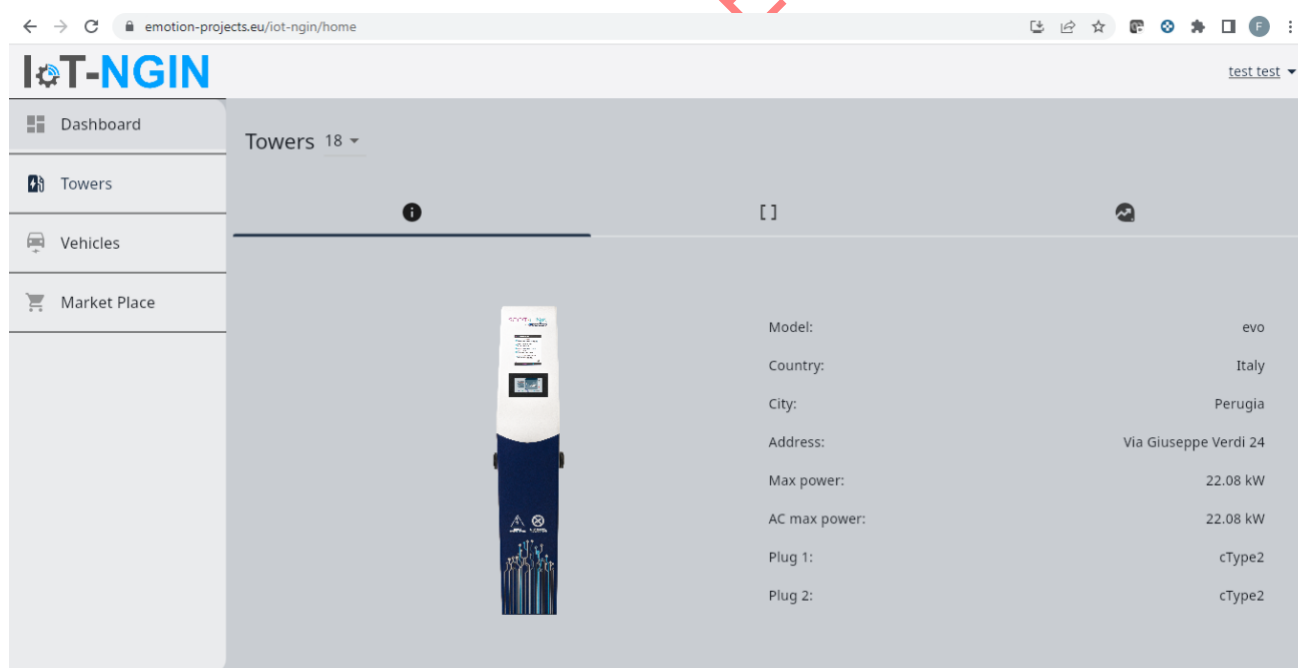 emotion-projects.eu/iot-ngin/home
F
IoT-NGIN
test test
Dashboard
Towers 18
Towers
[ ]
Vehicles
Market Place
Model: evo
Country: Italy
City: Perugia
Address: Via Giuseppe Verdi 24
Max power: 22.08 kW
AC max power: 22.08 kW
Plug 1: cType2
Plug 2: cType2